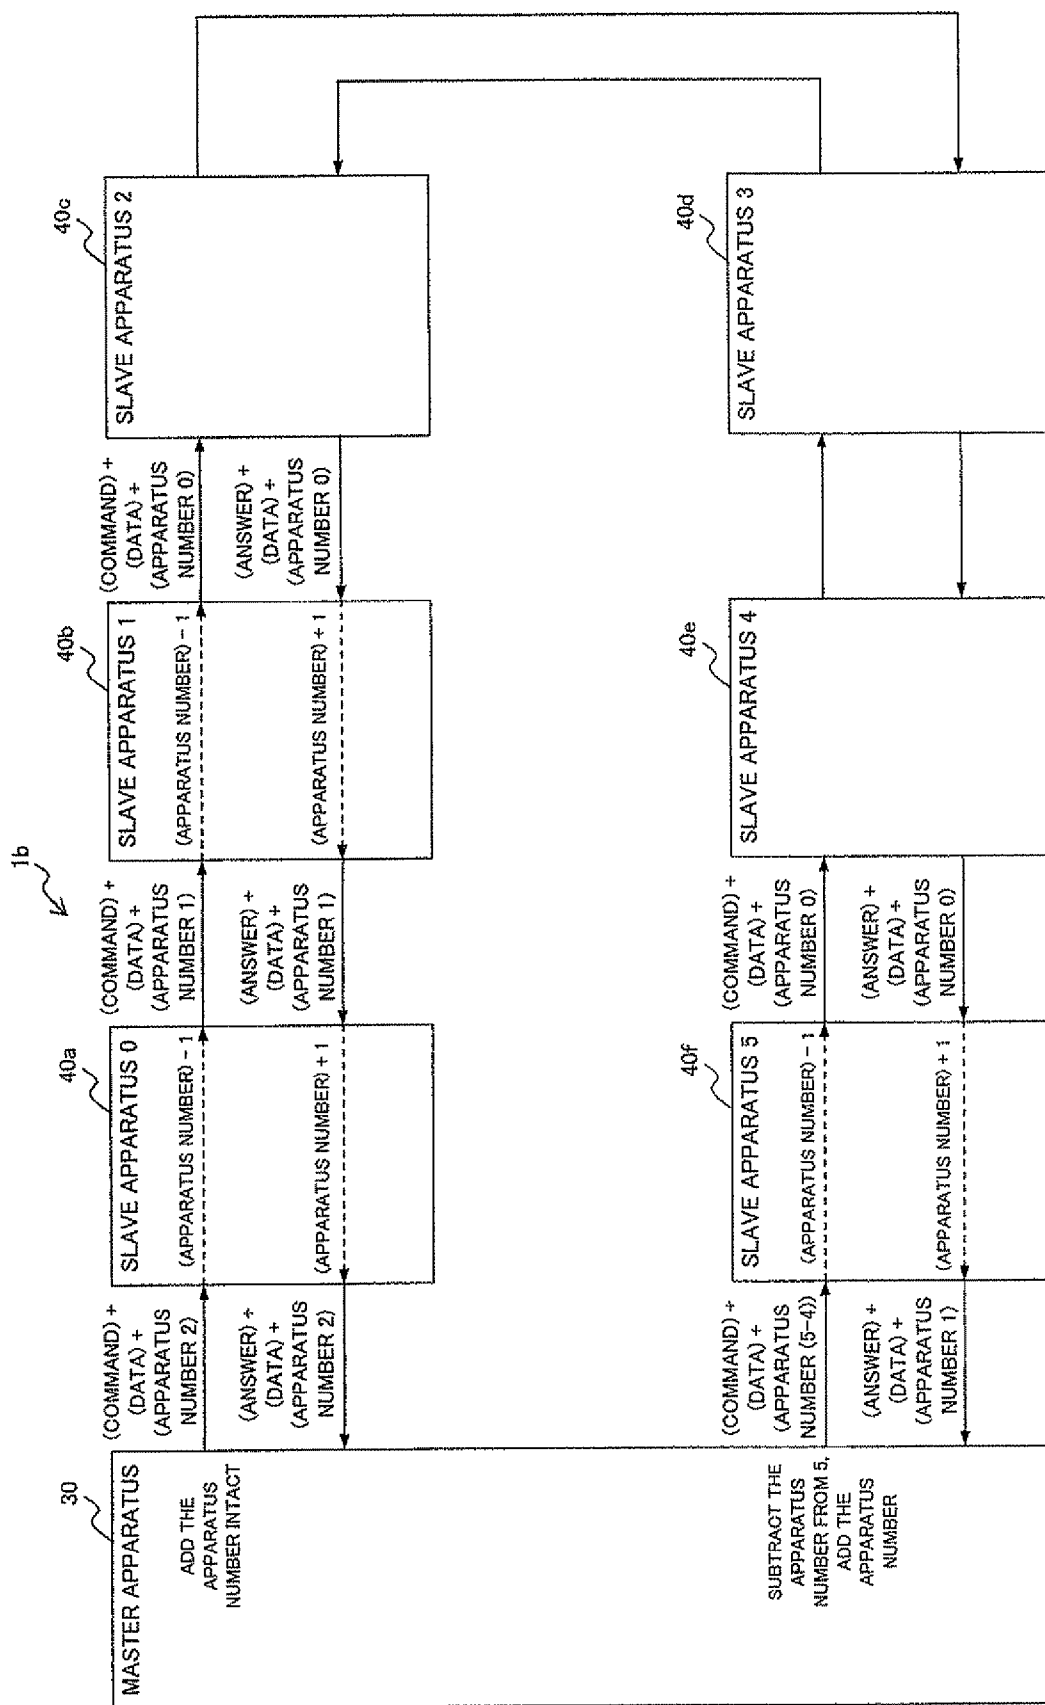 1b
30
MASTER APPARATUS
ADD THE
APPARATUS
NUMBER INTACT
(COMMAND) +
(DATA) +
(APPARATUS
NUMBER 2)
(ANSWER) +
(DATA) +
(APPARATUS
NUMBER 2)
40a
SLAVE APPARATUS 0
(APPARATUS NUMBER) - 1
(APPARATUS NUMBER) + 1
(COMMAND) +
(DATA) +
(APPARATUS
NUMBER 1)
(ANSWER) +
(DATA) +
(APPARATUS
NUMBER 1)
40b
SLAVE APPARATUS 1
(APPARATUS NUMBER) - 1
(APPARATUS NUMBER) + 1
(COMMAND) +
(DATA) +
(APPARATUS
NUMBER 0)
(ANSWER) +
(DATA) +
(APPARATUS
NUMBER 0)
40c
SLAVE APPARATUS 2
SUBTRACT THE
APPARATUS
NUMBER FROM 5,
ADD THE
APPARATUS
NUMBER
(COMMAND) +
(DATA) +
(APPARATUS
NUMBER (5-4))
(ANSWER) +
(DATA) +
(APPARATUS
NUMBER 1)
40f
SLAVE APPARATUS 5
(APPARATUS NUMBER) - 1
(APPARATUS NUMBER) + 1
(COMMAND) +
(DATA) +
(APPARATUS
NUMBER 0)
(ANSWER) +
(DATA) +
(APPARATUS
NUMBER 0)
40e
SLAVE APPARATUS 4
40d
SLAVE APPARATUS 3